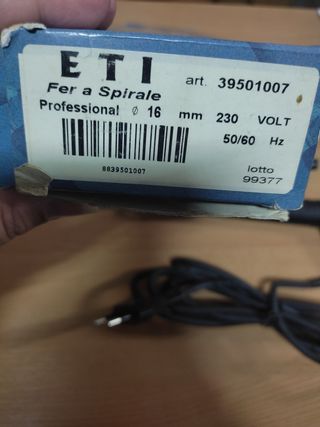 ETI art. 39501007
Fer a Spirale
Professional ø 16 mm 230 VOLT
50/60 Hz
8839501007
lotto
99377